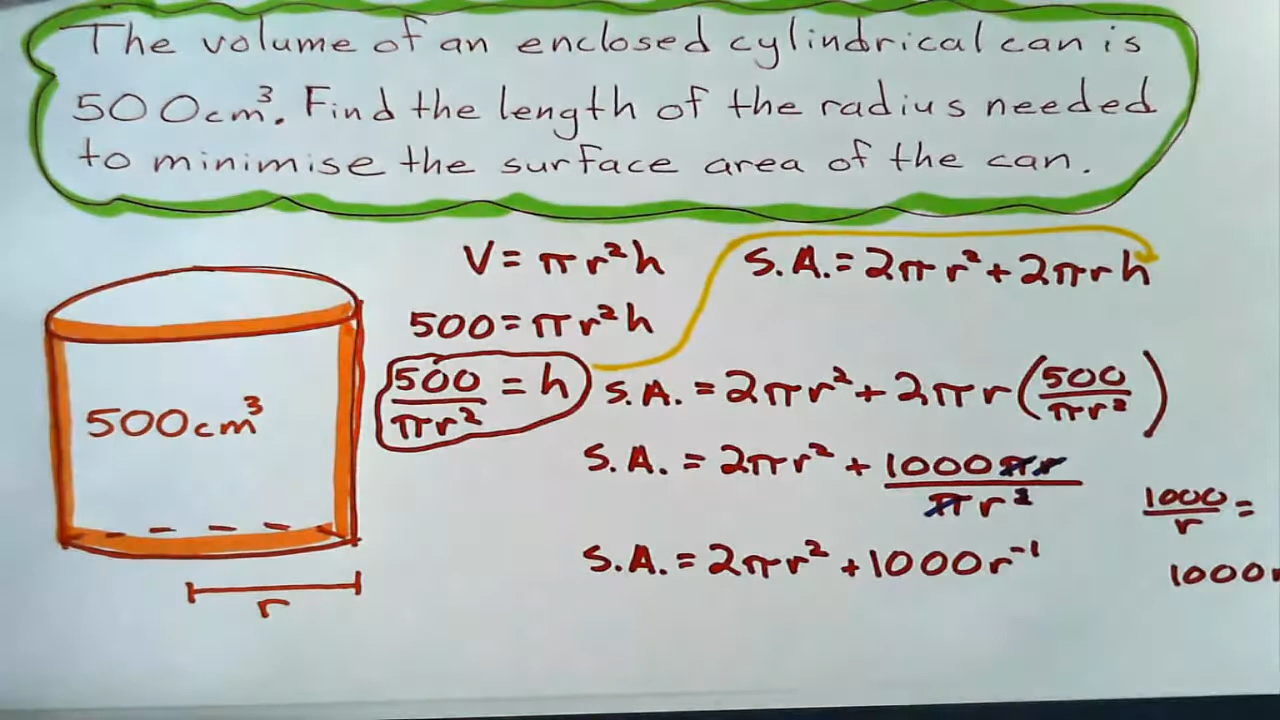 The volume of an enclosed cylindrical can is
500cm³. Find the length of the radius needed
to minimise the surface area of the can.
V = πr²h
S.A. = 2πr² + 2πrh
500 = πr²h
500/πr² = h
S.A. = 2πr² + 2πr(500/πr²)
500cm³
S.A. = 2πr² + 1000πr/πr²
1000/r =
S.A. = 2πr² + 1000r⁻¹
1000r
r